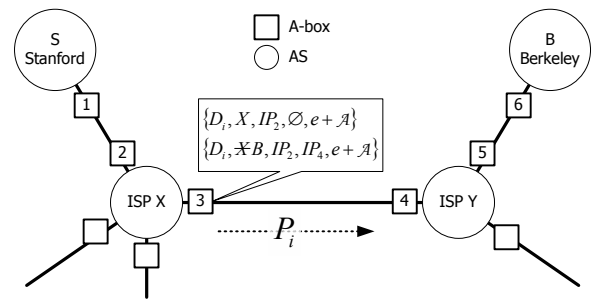 S
Stanford
A-box
AS
B
Berkeley
1
6
{D_i, X, IP_2, ∅, e + 𝒜}
{D_i, X̶B, IP_2, IP_4, e + 𝒜}
2
5
ISP X
3
4
ISP Y
P_i